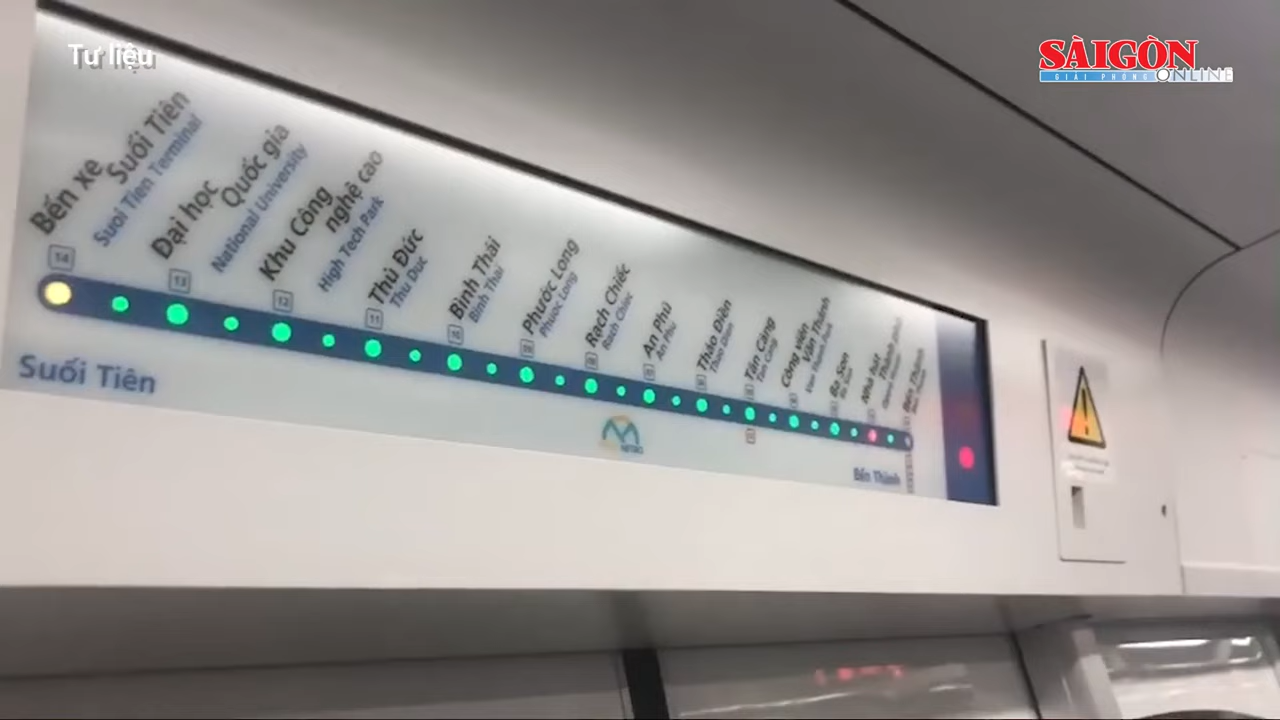 Tư liệu
SÀIGÒN
GIẢI PHÓNG ONLINE
Bến xe
Suối Tiên
Suoi Tien Terminal
14
Đại học
Quốc gia
National University
13
Khu Công
nghệ cao
High Tech Park
12
Thủ Đức
Thu Duc
11
Bình Thái
Binh Thai
Phước Long
Phuoc Long
Rạch Chiếc
Rach Chiec
An Phú
An Phu
Thảo Điền
Thao Dien
Tân Cảng
Tan Cang
Công viên
Văn Thánh
Van Thanh Park
Ba Son
Ba Son
Nhà hát
Thành phố
Bến Thành
Suối Tiên
METRO
Bến Thành